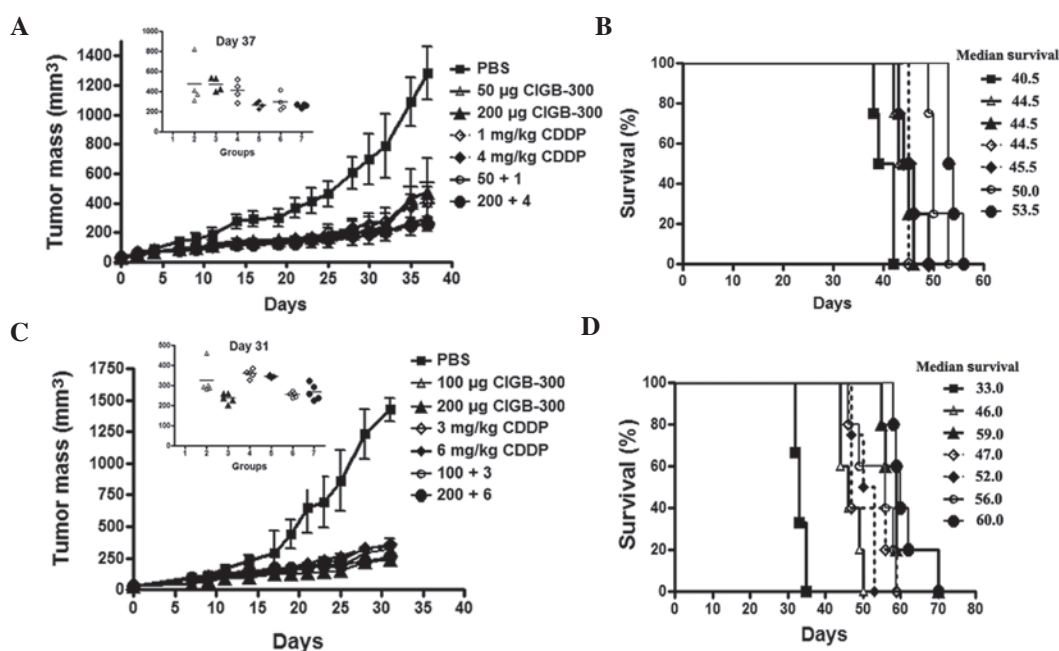 A
Tumor mass (mm³)
1400
1200
1000
800
600
400
200
0
0 5 10 15 20 25 30 35 40
Days
Day 37
1000
800
600
400
200
0
1 2 3 4 5 6 7
Groups
PBS
50 µg CIGB-300
200 µg CIGB-300
1 mg/kg CDDP
4 mg/kg CDDP
50 + 1
200 + 4
B
Survival (%)
100
80
60
40
20
0
0 10 20 30 40 50 60
Days
Median survival
40.5
44.5
44.5
44.5
45.5
50.0
53.5
C
Tumor mass (mm³)
1750
1500
1250
1000
750
500
250
0
0 5 10 15 20 25 30 35
Days
Day 31
500
400
300
200
100
0
1 2 3 4 5 6 7
Groups
PBS
100 µg CIGB-300
200 µg CIGB-300
3 mg/kg CDDP
6 mg/kg CDDP
100 + 3
200 + 6
D
Survival (%)
100
80
60
40
20
0
0 10 20 30 40 50 60 70 80
Days
Median survival
33.0
46.0
59.0
47.0
52.0
56.0
60.0